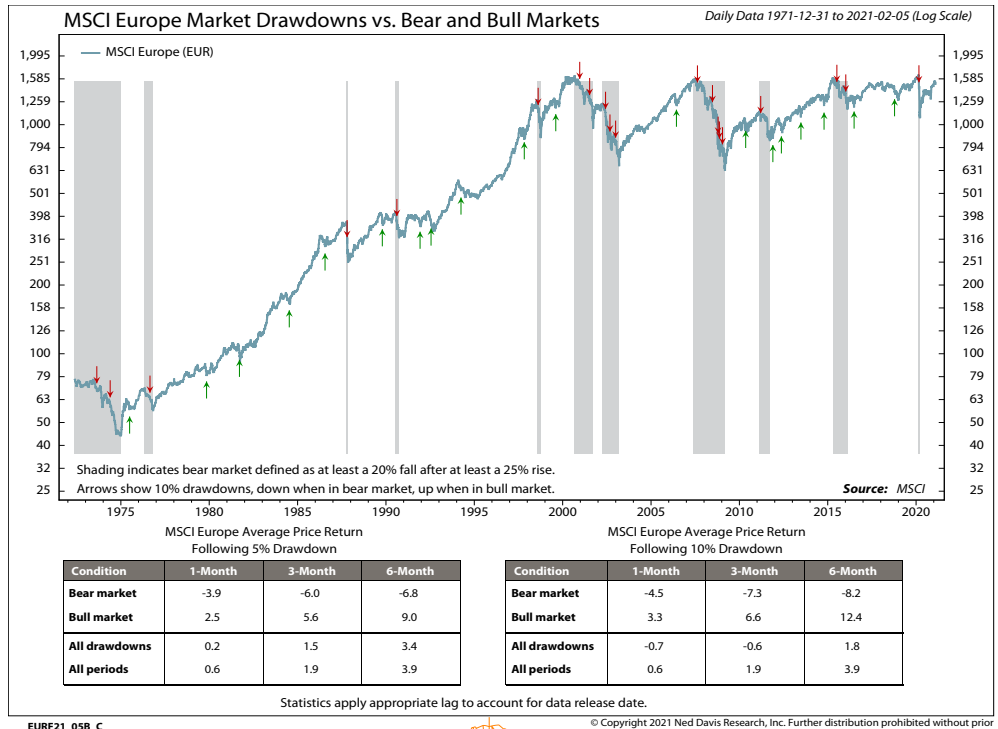 MSCI Europe Market Drawdowns vs. Bear and Bull Markets
Daily Data 1971-12-31 to 2021-02-05 (Log Scale)
MSCI Europe (EUR)
1,995 1,995
1,585 1,585
1,259 1,259
1,000 1,000
794 794
631 631
501 501
398 398
316 316
251 251
200 200
158 158
126 126
100 100
79 79
63 63
50 50
40 40
32 32
25 25
Shading indicates bear market defined as at least a 20% fall after at least a 25% rise.
Arrows show 10% drawdowns, down when in bear market, up when in bull market.
Source: MSCI
1975 1980 1985 1990 1995 2000 2005 2010 2015 2020
MSCI Europe Average Price Return
Following 5% Drawdown
Condition 1-Month 3-Month 6-Month
Bear market -3.9 -6.0 -6.8
Bull market 2.5 5.6 9.0
All drawdowns 0.2 1.5 3.4
All periods 0.6 1.9 3.9
MSCI Europe Average Price Return
Following 10% Drawdown
Condition 1-Month 3-Month 6-Month
Bear market -4.5 -7.3 -8.2
Bull market 3.3 6.6 12.4
All drawdowns -0.7 -0.6 1.8
All periods 0.6 1.9 3.9
Statistics apply appropriate lag to account for data release date.
EURF21_05B_C
© Copyright 2021 Ned Davis Research, Inc. Further distribution prohibited without prior